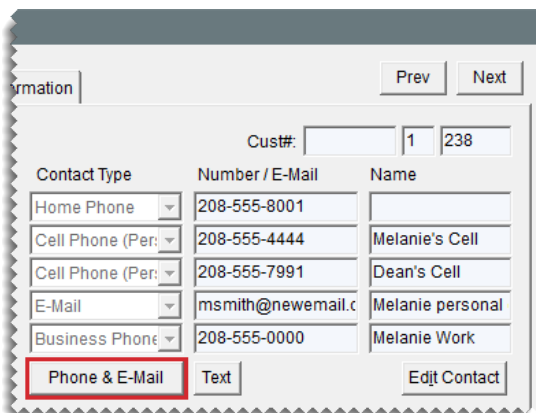 Prev Next
rmation
Cust#: 1 238
Contact Type Number / E-Mail Name
Home Phone 208-555-8001
Cell Phone (Per 208-555-4444 Melanie's Cell
Cell Phone (Per 208-555-7991 Dean's Cell
E-Mail msmith@newemail.c Melanie personal
Business Phone 208-555-0000 Melanie Work
Phone & E-Mail Text Edit Contact